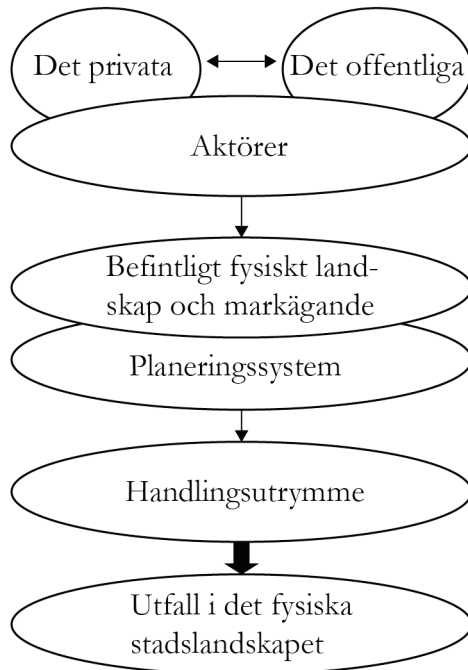 Det privata
Det offentliga
Aktörer
Befintligt fysiskt land-
skap och markägande
Planeringssystem
Handlingsutrymme
Utfall i det fysiska
stadslandskapet